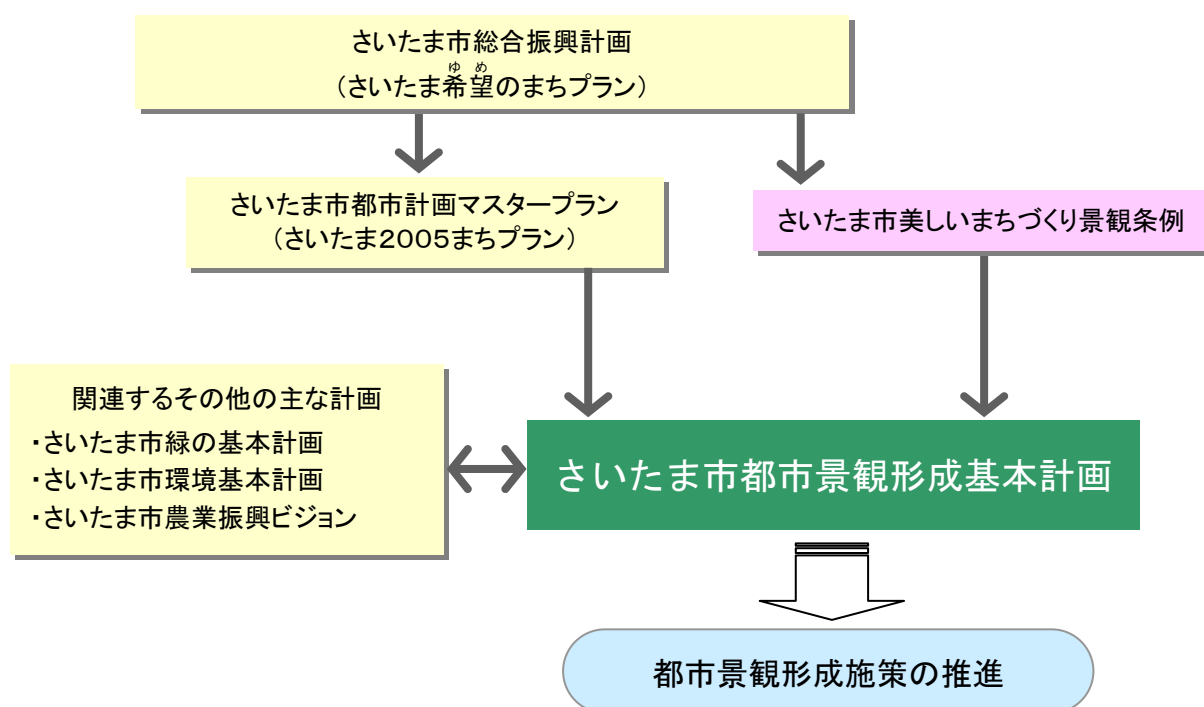 さいたま市総合振興計画
ゆ め
(さいたま希望のまちプラン)
さいたま市都市計画マスタープラン
(さいたま2005まちプラン)
さいたま市美しいまちづくり景観条例
関連するその他の主な計画
・さいたま市緑の基本計画
・さいたま市環境基本計画
・さいたま市農業振興ビジョン
さいたま市都市景観形成基本計画
都市景観形成施策の推進